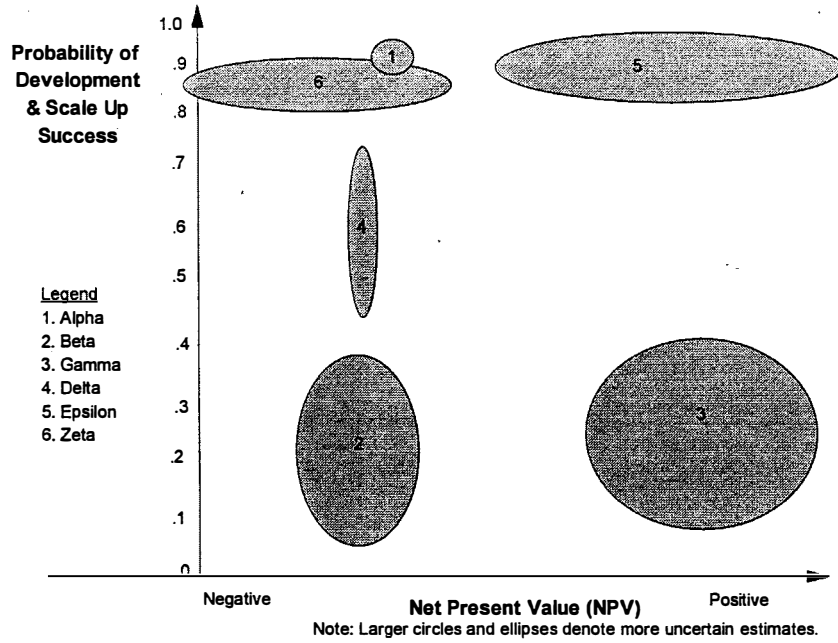 1.0
Probability of
Development
& Scale Up
Success
.9
.8
.7
.6
.5
.4
.3
.2
.1
0
1
5
6
4
3
2
Legend
1. Alpha
2. Beta
3. Gamma
4. Delta
5. Epsilon
6. Zeta
Negative
Net Present Value (NPV)
Positive
Note: Larger circles and ellipses denote more uncertain estimates.